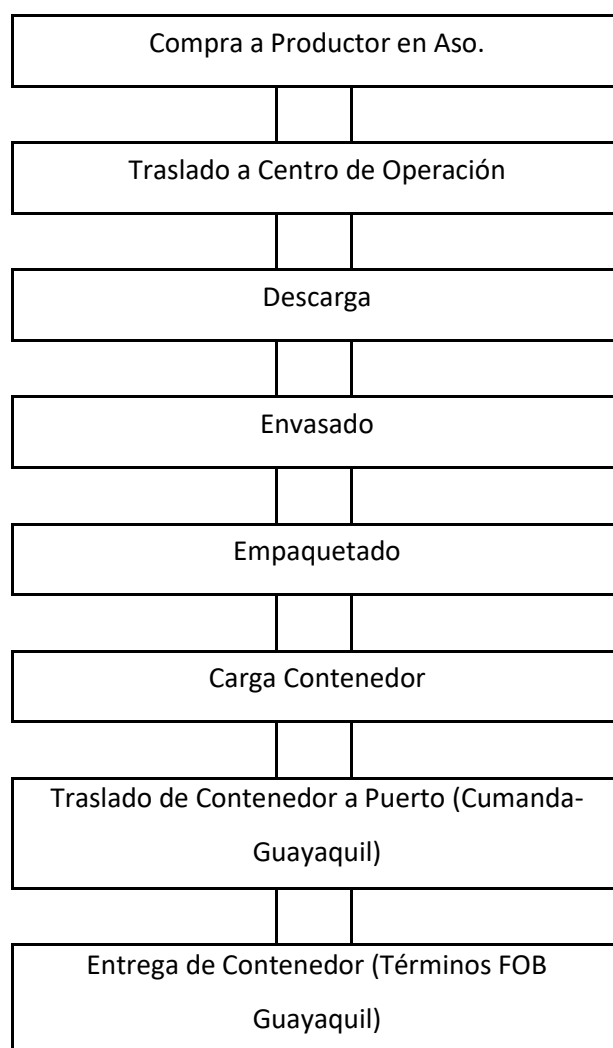 Compra a Productor en Aso.
Traslado a Centro de Operación
Descarga
Envasado
Empaquetado
Carga Contenedor
Traslado de Contenedor a Puerto (Cumanda-
Guayaquil)
Entrega de Contenedor (Términos FOB
Guayaquil)